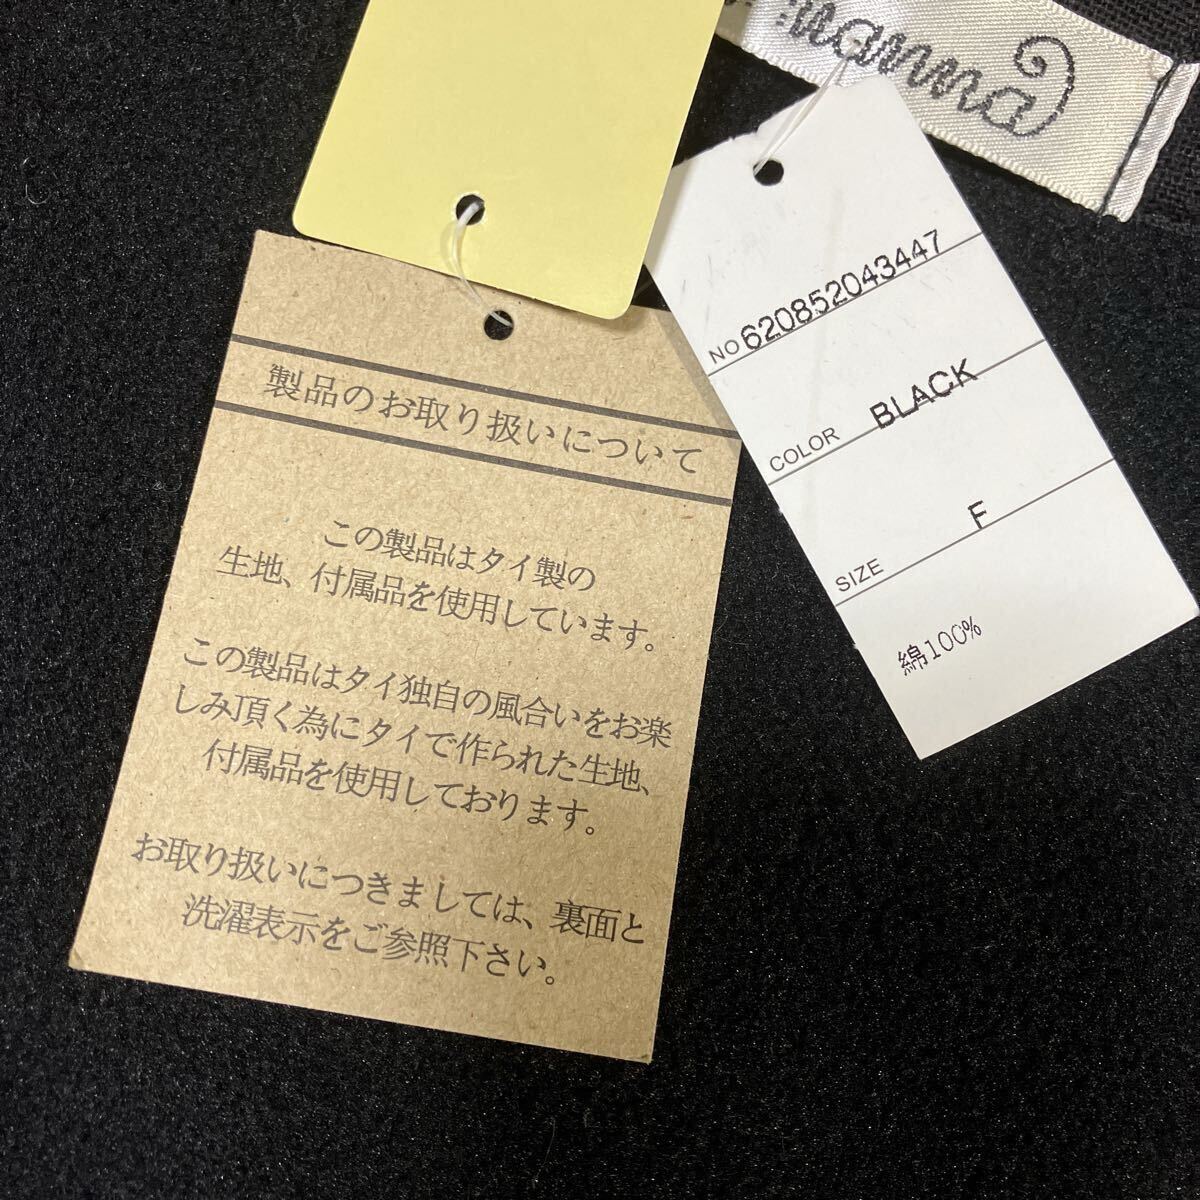 製品のお取り扱いについて
この製品はタイ製の
生地、付属品を使用しています。
この製品はタイ独自の風合いをお楽
しみ頂く為にタイで作られた生地、
付属品を使用しております。
お取り扱いにつきましては、裏面と
洗濯表示をご参照下さい。
NO 620852043447
COLOR BLACK
SIZE F
綿100%